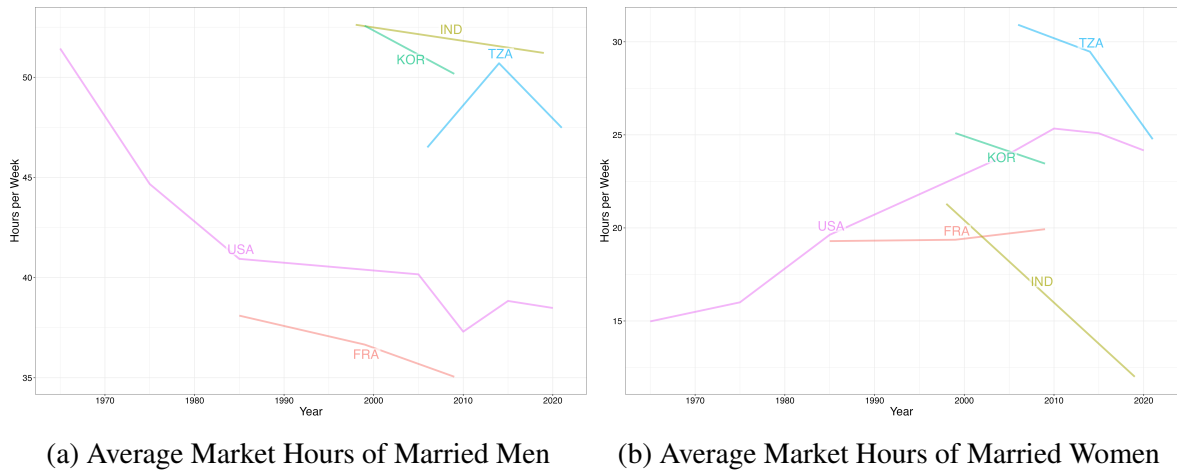 50
45
40
35
Hours per Week
IND
KOR
TZA
USA
FRA
1970 1980 1990 2000 2010 2020
Year
(a) Average Market Hours of Married Men
30
25
20
15
Hours per Week
TZA
KOR
USA
FRA
IND
1970 1980 1990 2000 2010 2020
Year
(b) Average Market Hours of Married Women